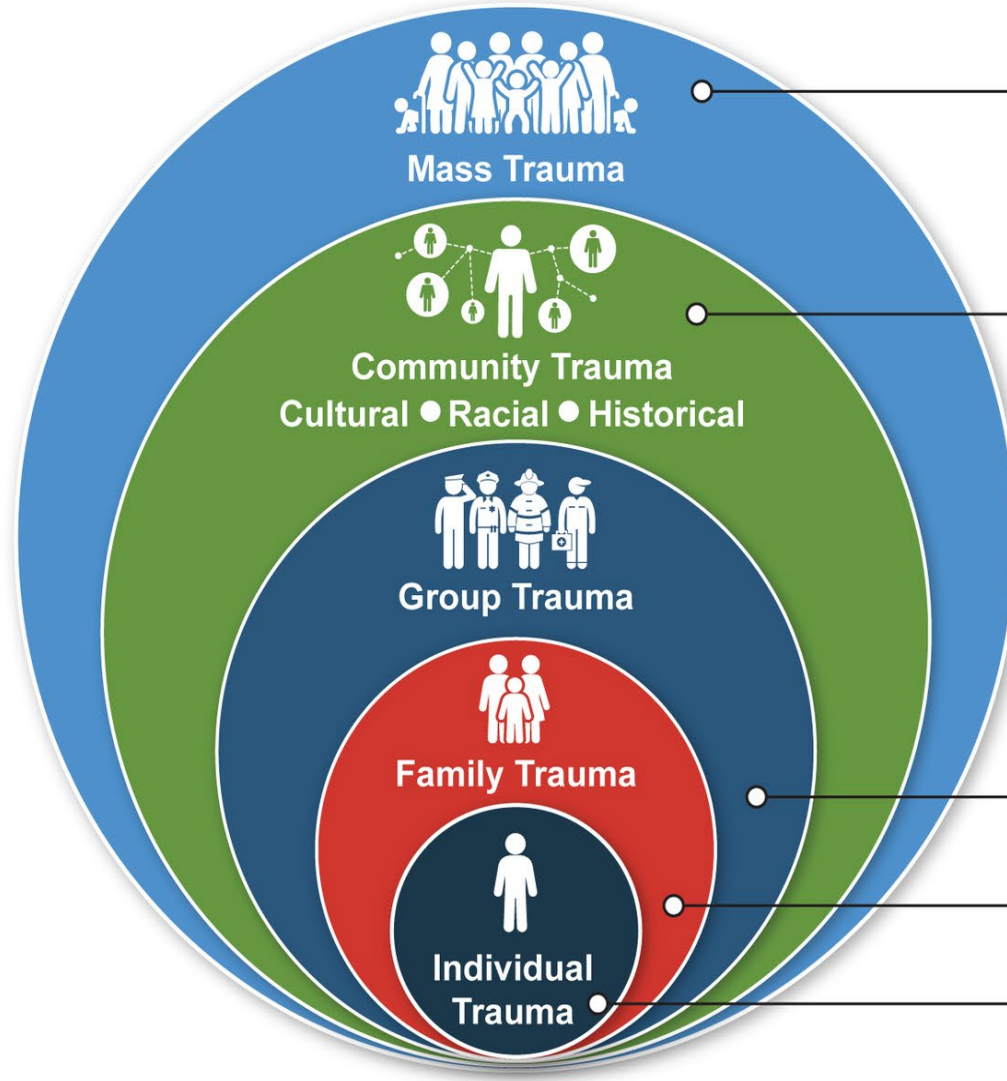 Mass Trauma
Community Trauma
Cultural ● Racial ● Historical
Group Trauma
Family Trauma
Individual
Trauma